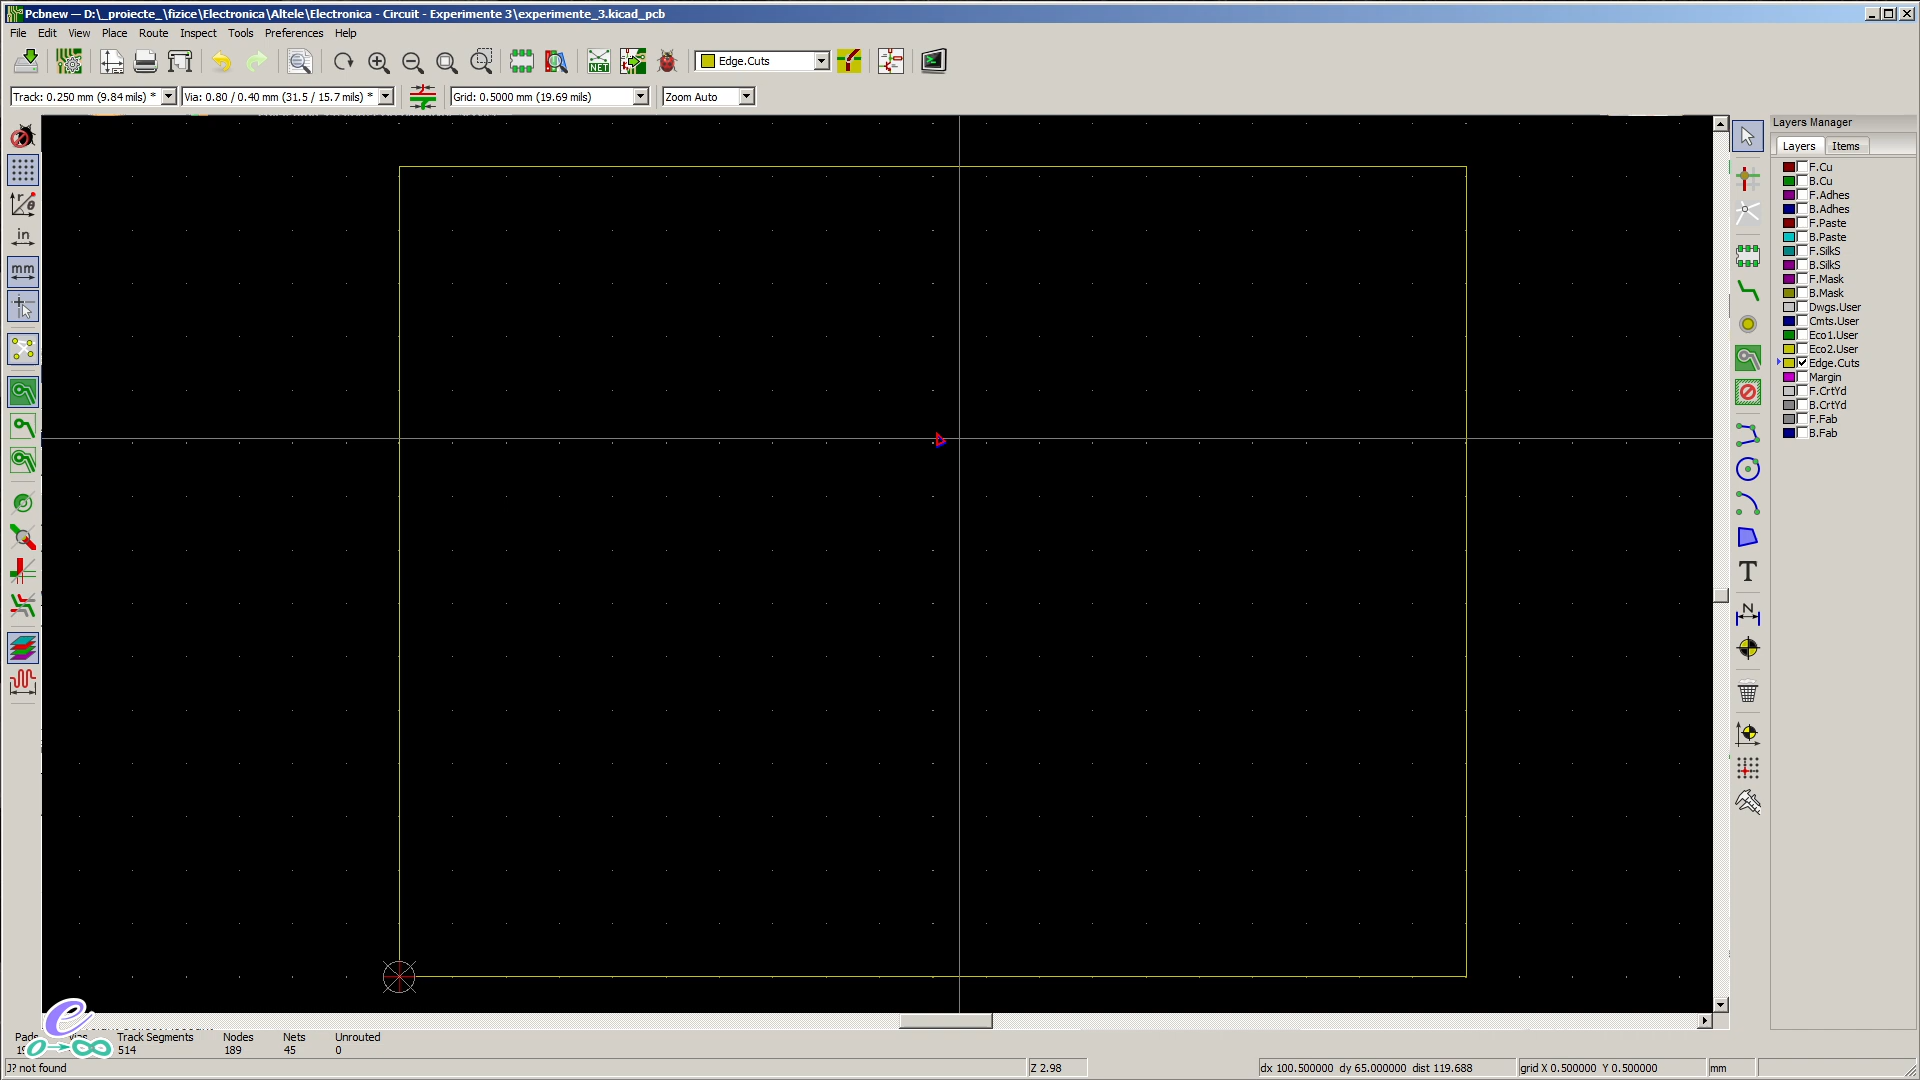 Pcbnew — D:\_proiecte_\fizice\Electronica\Altele\Electronica - Circuit - Experimente 3\experimente_3.kicad_pcb
File Edit View Place Route Inspect Tools Preferences Help
NET
Edge.Cuts
Track: 0.250 mm (9.84 mils) *
Via: 0.80 / 0.40 mm (31.5 / 15.7 mils) *
Grid: 0.5000 mm (19.69 mils)
Zoom Auto
in
mm
T
N
Layers Manager
Layers Items
F.Cu
B.Cu
F.Adhes
B.Adhes
F.Paste
B.Paste
F.SilkS
B.SilkS
F.Mask
B.Mask
Dwgs.User
Cmts.User
Eco1.User
Eco2.User
Edge.Cuts
Margin
F.CrtYd
B.CrtYd
F.Fab
B.Fab
Pads Track Segments Nodes Nets Unrouted
514 189 45 0
J? not found
Z 2.98
dx 100.500000 dy 65.000000 dist 119.688
grid X 0.500000 Y 0.500000
mm